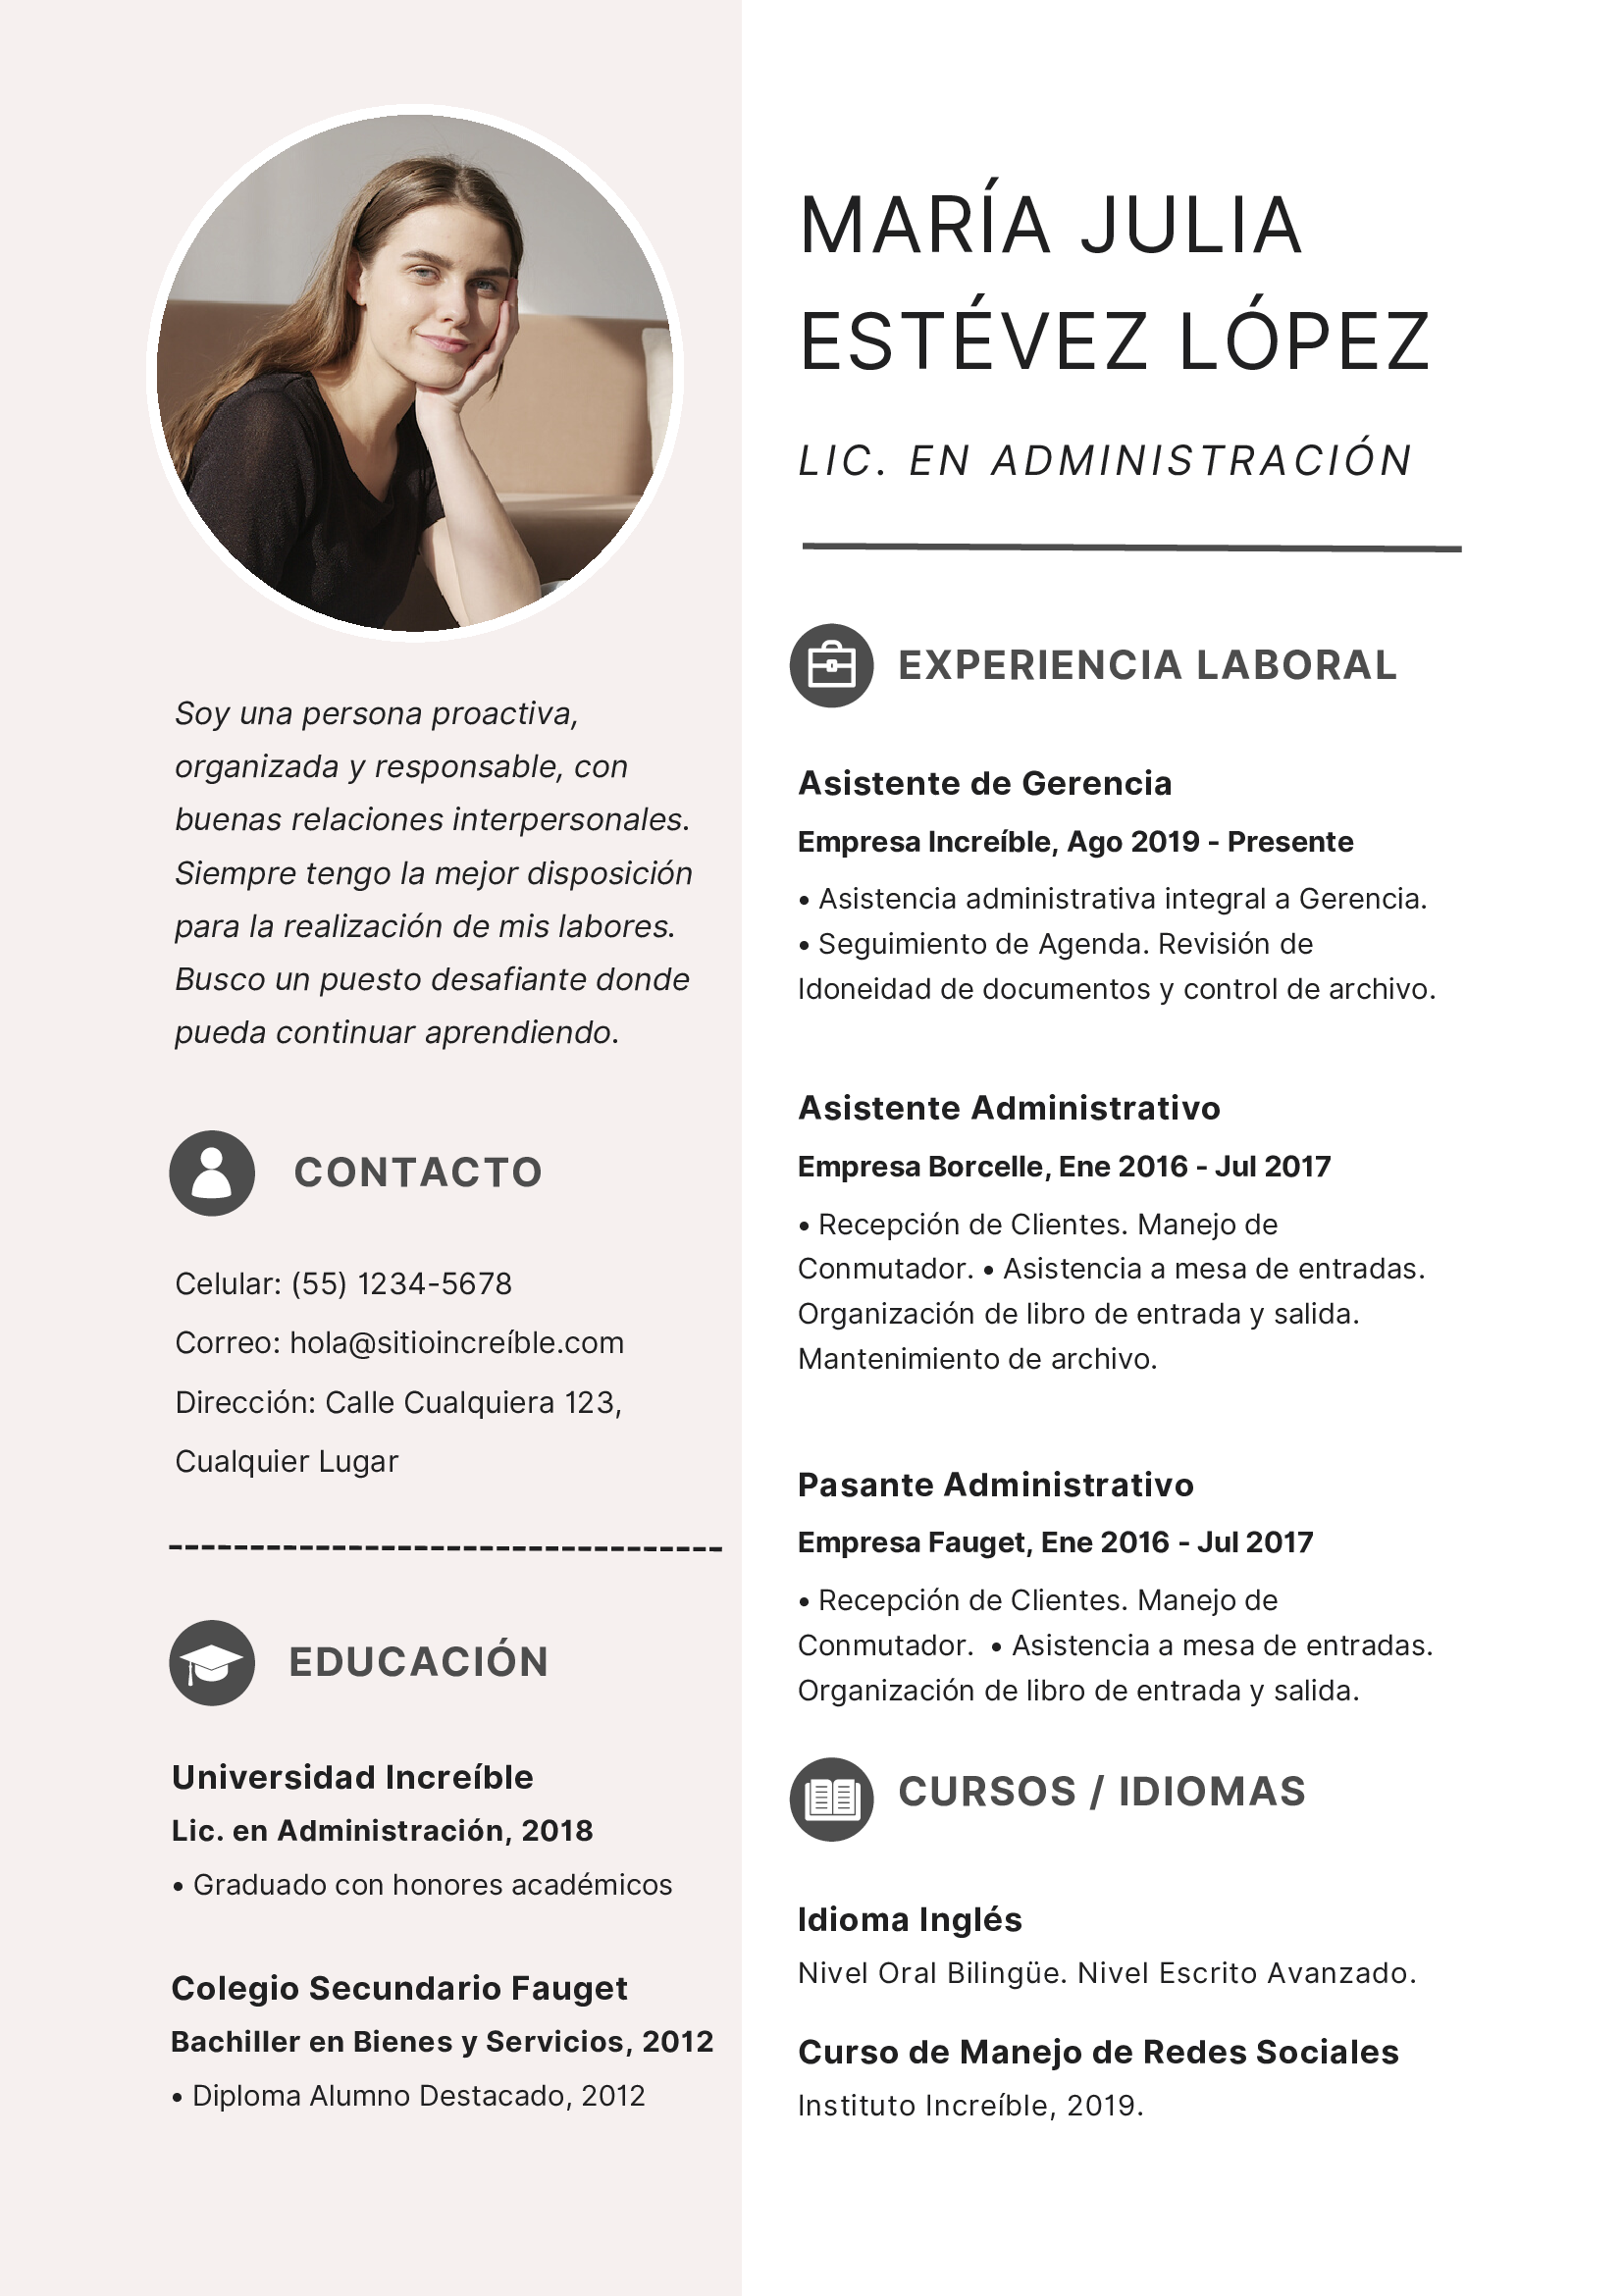 MARÍA JULIA
ESTÉVEZ LÓPEZ
LIC. EN ADMINISTRACIÓN
Soy una persona proactiva,
organizada y responsable, con
buenas relaciones interpersonales.
Siempre tengo la mejor disposición
para la realización de mis labores.
Busco un puesto desafiante donde
pueda continuar aprendiendo.
CONTACTO
Celular: (55) 1234-5678
Correo: hola@sitioincreíble.com
Dirección: Calle Cualquiera 123,
Cualquier Lugar
EDUCACIÓN
Universidad Increíble
Lic. en Administración, 2018
• Graduado con honores académicos
Colegio Secundario Fauget
Bachiller en Bienes y Servicios, 2012
• Diploma Alumno Destacado, 2012
EXPERIENCIA LABORAL
Asistente de Gerencia
Empresa Increíble, Ago 2019 - Presente
• Asistencia administrativa integral a Gerencia.
• Seguimiento de Agenda. Revisión de
Idoneidad de documentos y control de archivo.
Asistente Administrativo
Empresa Borcelle, Ene 2016 - Jul 2017
• Recepción de Clientes. Manejo de
Conmutador. • Asistencia a mesa de entradas.
Organización de libro de entrada y salida.
Mantenimiento de archivo.
Pasante Administrativo
Empresa Fauget, Ene 2016 - Jul 2017
• Recepción de Clientes. Manejo de
Conmutador. • Asistencia a mesa de entradas.
Organización de libro de entrada y salida.
CURSOS / IDIOMAS
Idioma Inglés
Nivel Oral Bilingüe. Nivel Escrito Avanzado.
Curso de Manejo de Redes Sociales
Instituto Increíble, 2019.